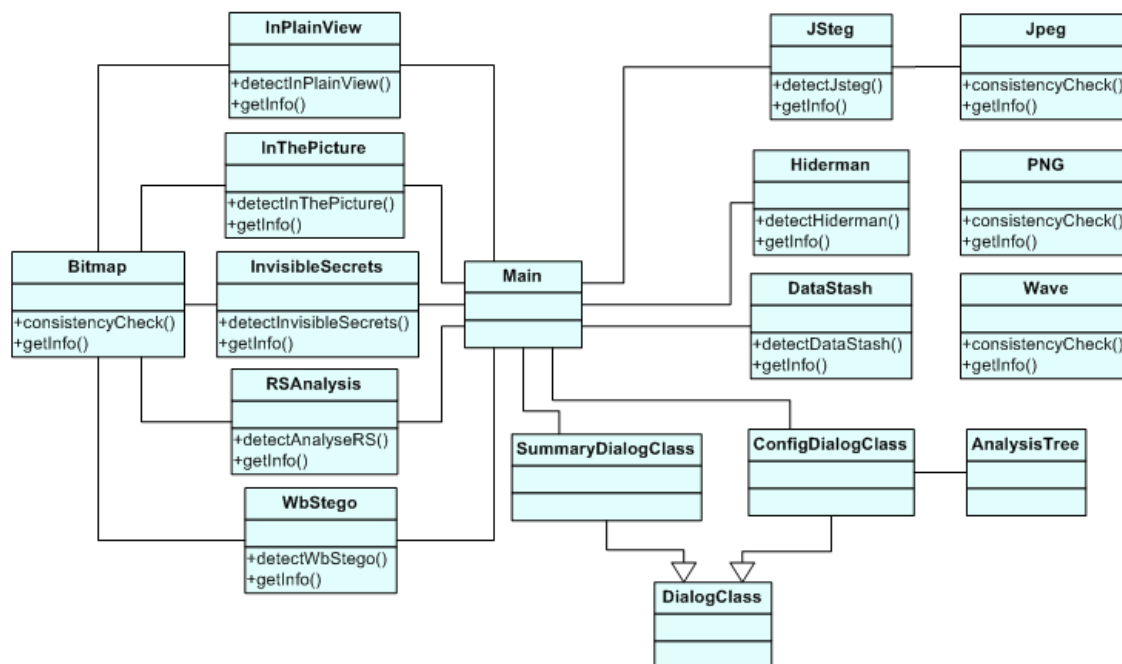 InPlainView
+detectInPlainView()
+getInfo()
JSteg
+detectJsteg()
+getInfo()
Jpeg
+consistencyCheck()
+getInfo()
InThePicture
+detectInThePicture()
+getInfo()
Hiderman
+detectHiderman()
+getInfo()
PNG
+consistencyCheck()
+getInfo()
Bitmap
+consistencyCheck()
+getInfo()
InvisibleSecrets
+detectInvisibleSecrets()
+getInfo()
Main
DataStash
+detectDataStash()
+getInfo()
Wave
+consistencyCheck()
+getInfo()
RSAnalysis
+detectAnalyseRS()
+getInfo()
SummaryDialogClass
ConfigDialogClass
AnalysisTree
WbStego
+detectWbStego()
+getInfo()
DialogClass